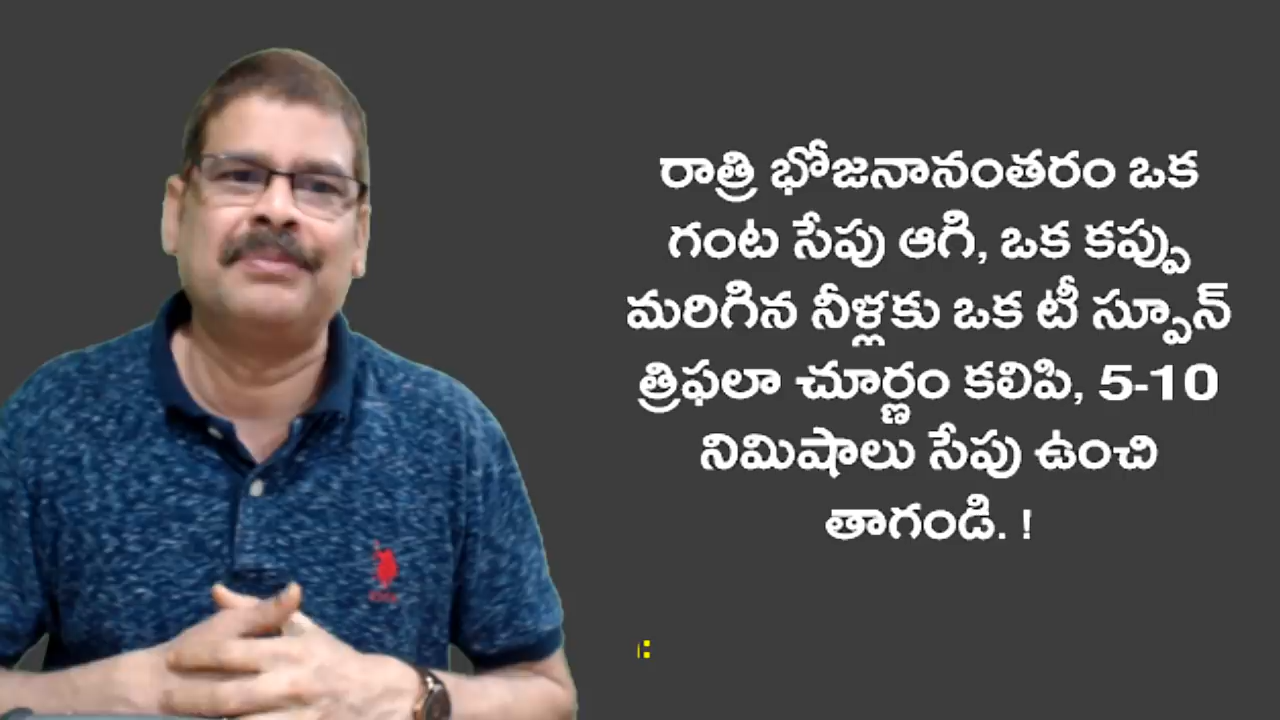 రాత్రి భోజనానంతరం ఒక
గంట సేపు ఆగి, ఒక కప్పు
మరిగిన నీళ్లకు ఒక టీ స్పూన్
త్రిఫలా చూర్ణం కలిపి, 5-10
నిమిషాలు సేపు ఉంచి
తాగండి. !